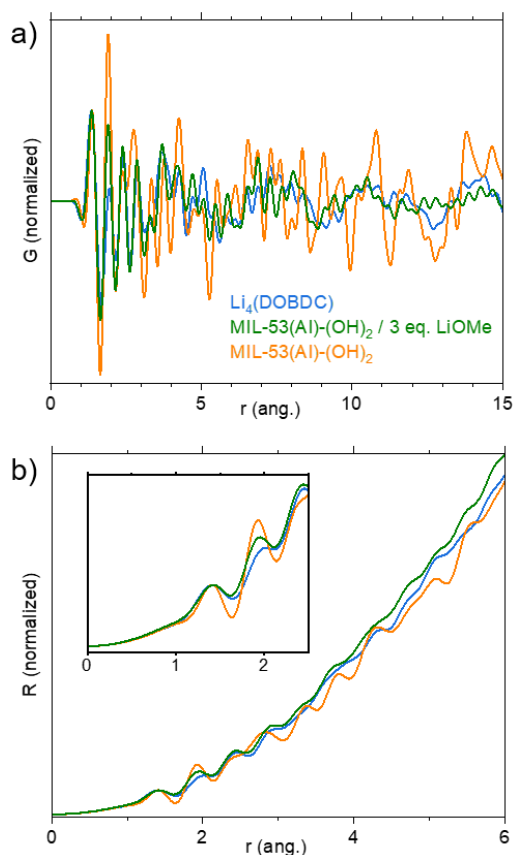 a)
G (normalized)
Li₄(DOBDC)
MIL-53(Al)-(OH)₂ / 3 eq. LiOMe
MIL-53(Al)-(OH)₂
0 5 10 15
r (ang.)
b)
R (normalized)
0 1 2
0 2 4 6
r (ang.)